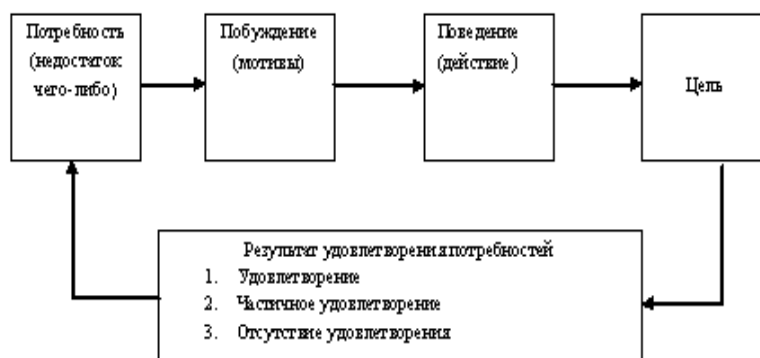 Потребность
(недостаток
чего-либо)
Побуждение
(мотивы)
Поведение
(действие)
Цель
Результат удовлетворения потребностей
1. Удовлетворение
2. Частичное удовлетворение
3. Отсутствие удовлетворения